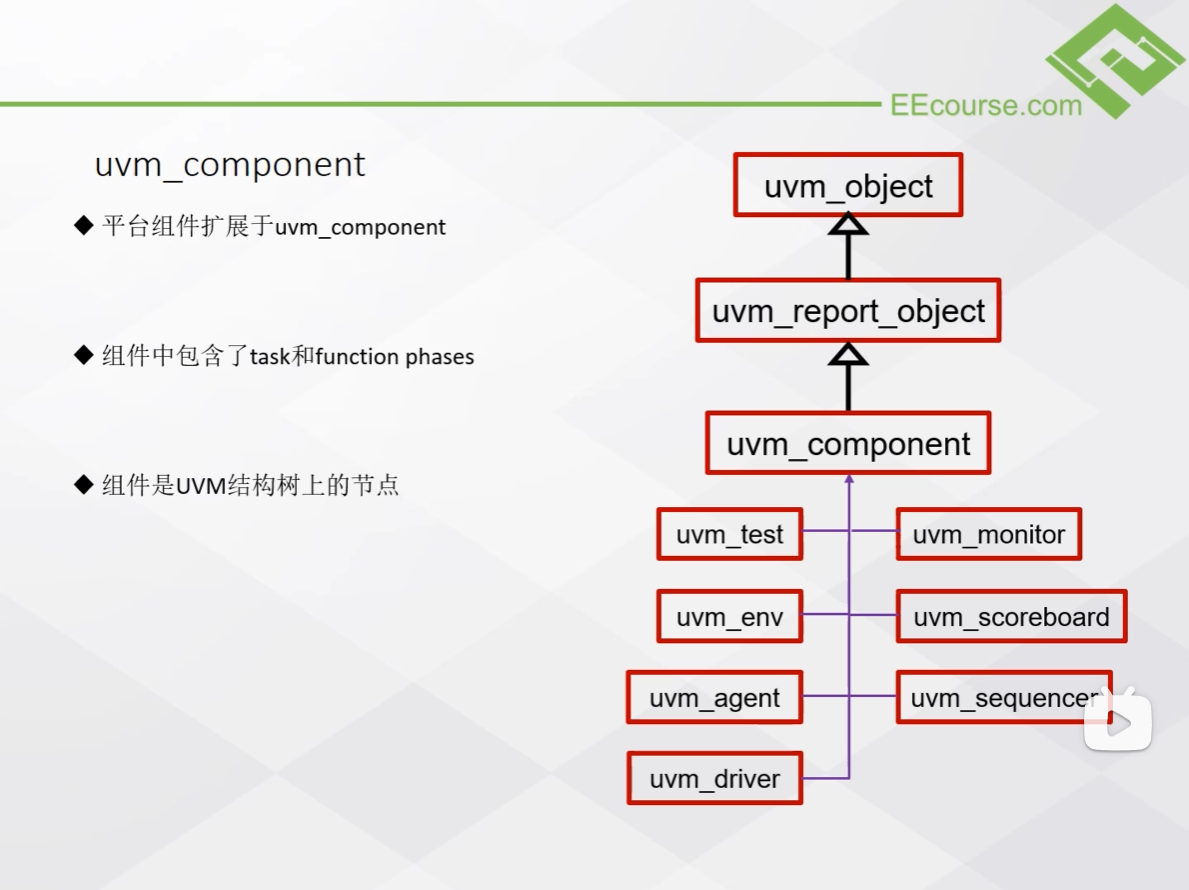 EEcourse.com
uvm_component
平台组件扩展于uvm_component
组件中包含了task和function phases
组件是UVM结构树上的节点
uvm_object
uvm_report_object
uvm_component
uvm_test
uvm_monitor
uvm_env
uvm_scoreboard
uvm_agent
uvm_sequencer
uvm_driver